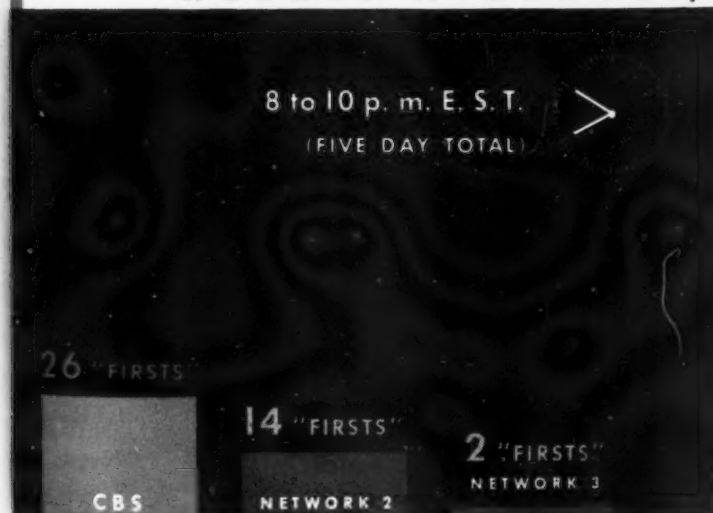 8 to 10 p. m. E. S. T.
(FIVE DAY TOTAL)
26 "FIRSTS"
14 "FIRSTS"
2 "FIRSTS"
NETWORK 3
CBS
NETWORK 2